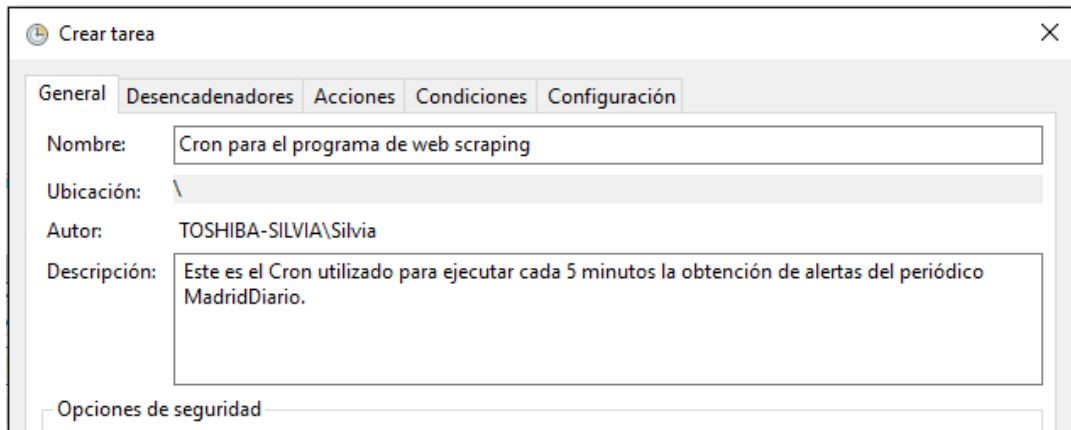 Crear tarea
General Desencadenadores Acciones Condiciones Configuración
Nombre: Cron para el programa de web scraping
Ubicación: \
Autor: TOSHIBA-SILVIA\Silvia
Descripción: Este es el Cron utilizado para ejecutar cada 5 minutos la obtención de alertas del periódico
MadridDiario.
Opciones de seguridad